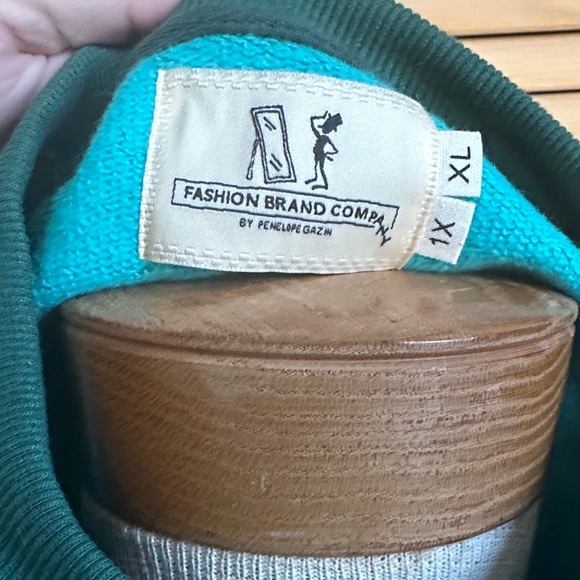 FASHION BRAND COMPANY
BY PENELOPE GAZIN
XL
1X